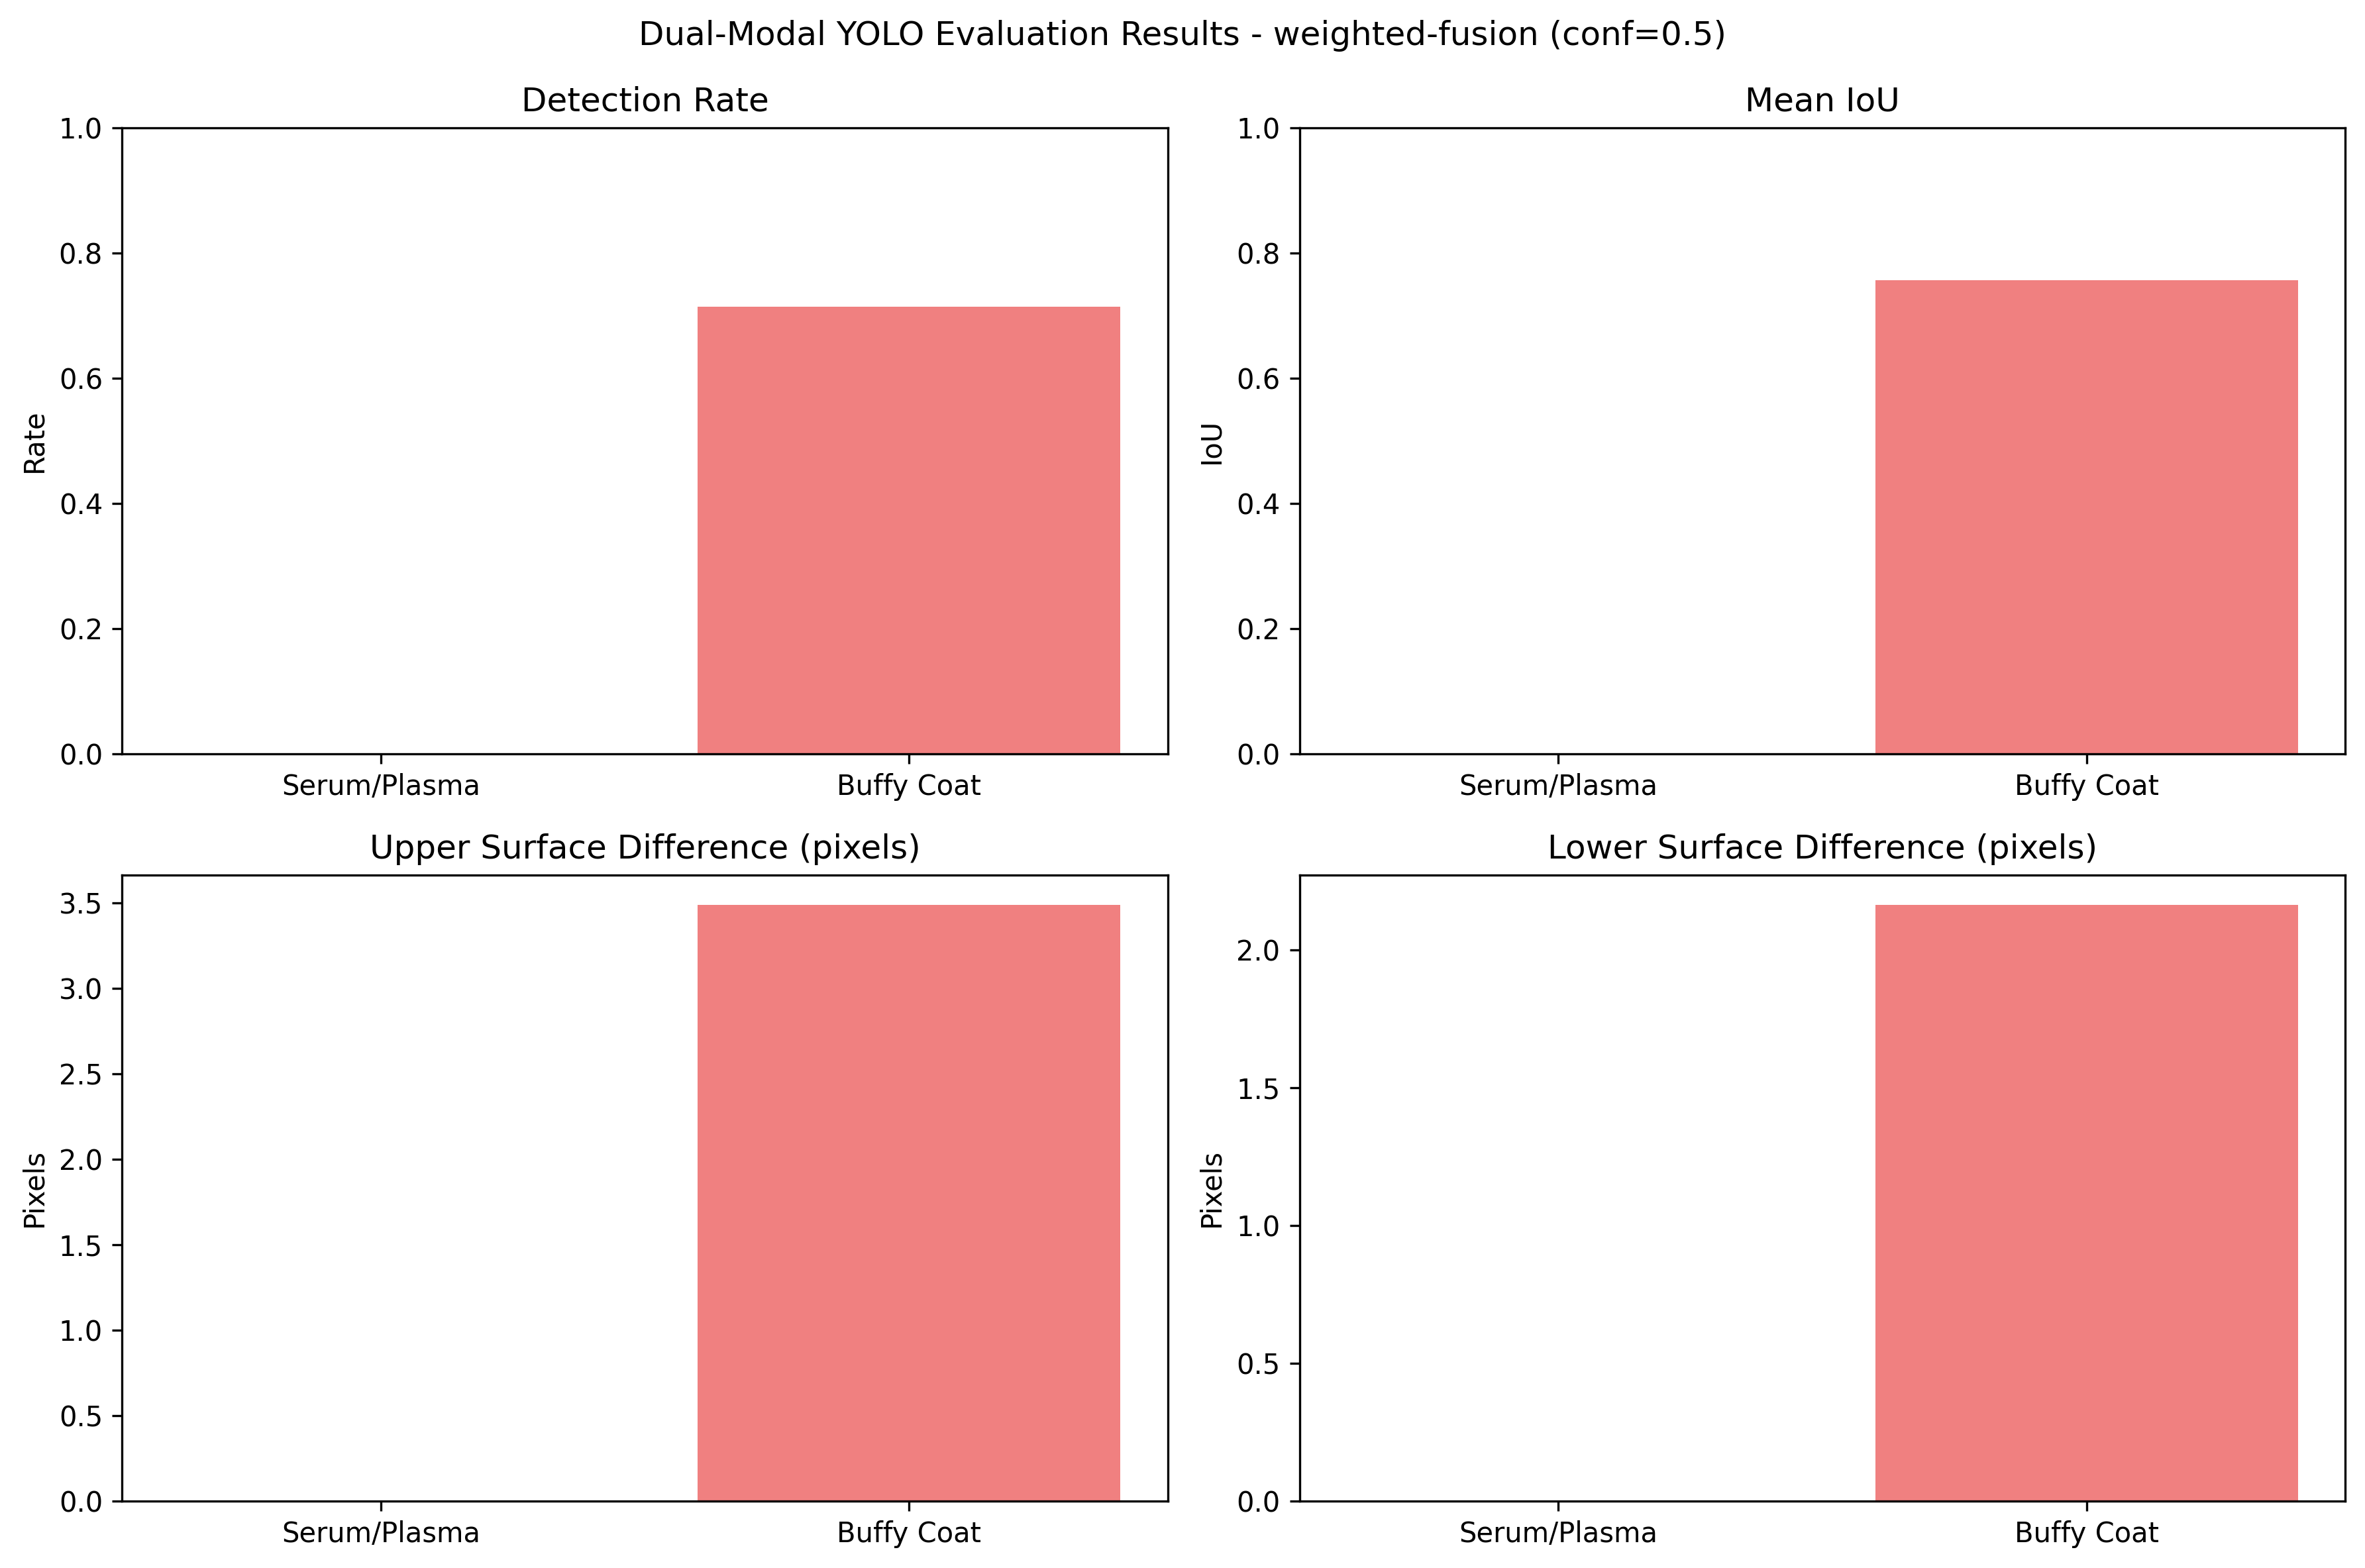 Dual-Modal YOLO Evaluation Results - weighted-fusion (conf=0.5)
Detection Rate
1.0
0.8
0.6
0.4
0.2
0.0
Rate
Serum/Plasma
Buffy Coat
Mean IoU
1.0
0.8
0.6
0.4
0.2
0.0
IoU
Serum/Plasma
Buffy Coat
Upper Surface Difference (pixels)
3.5
3.0
2.5
2.0
1.5
1.0
0.5
0.0
Pixels
Serum/Plasma
Buffy Coat
Lower Surface Difference (pixels)
2.0
1.5
1.0
0.5
0.0
Pixels
Serum/Plasma
Buffy Coat